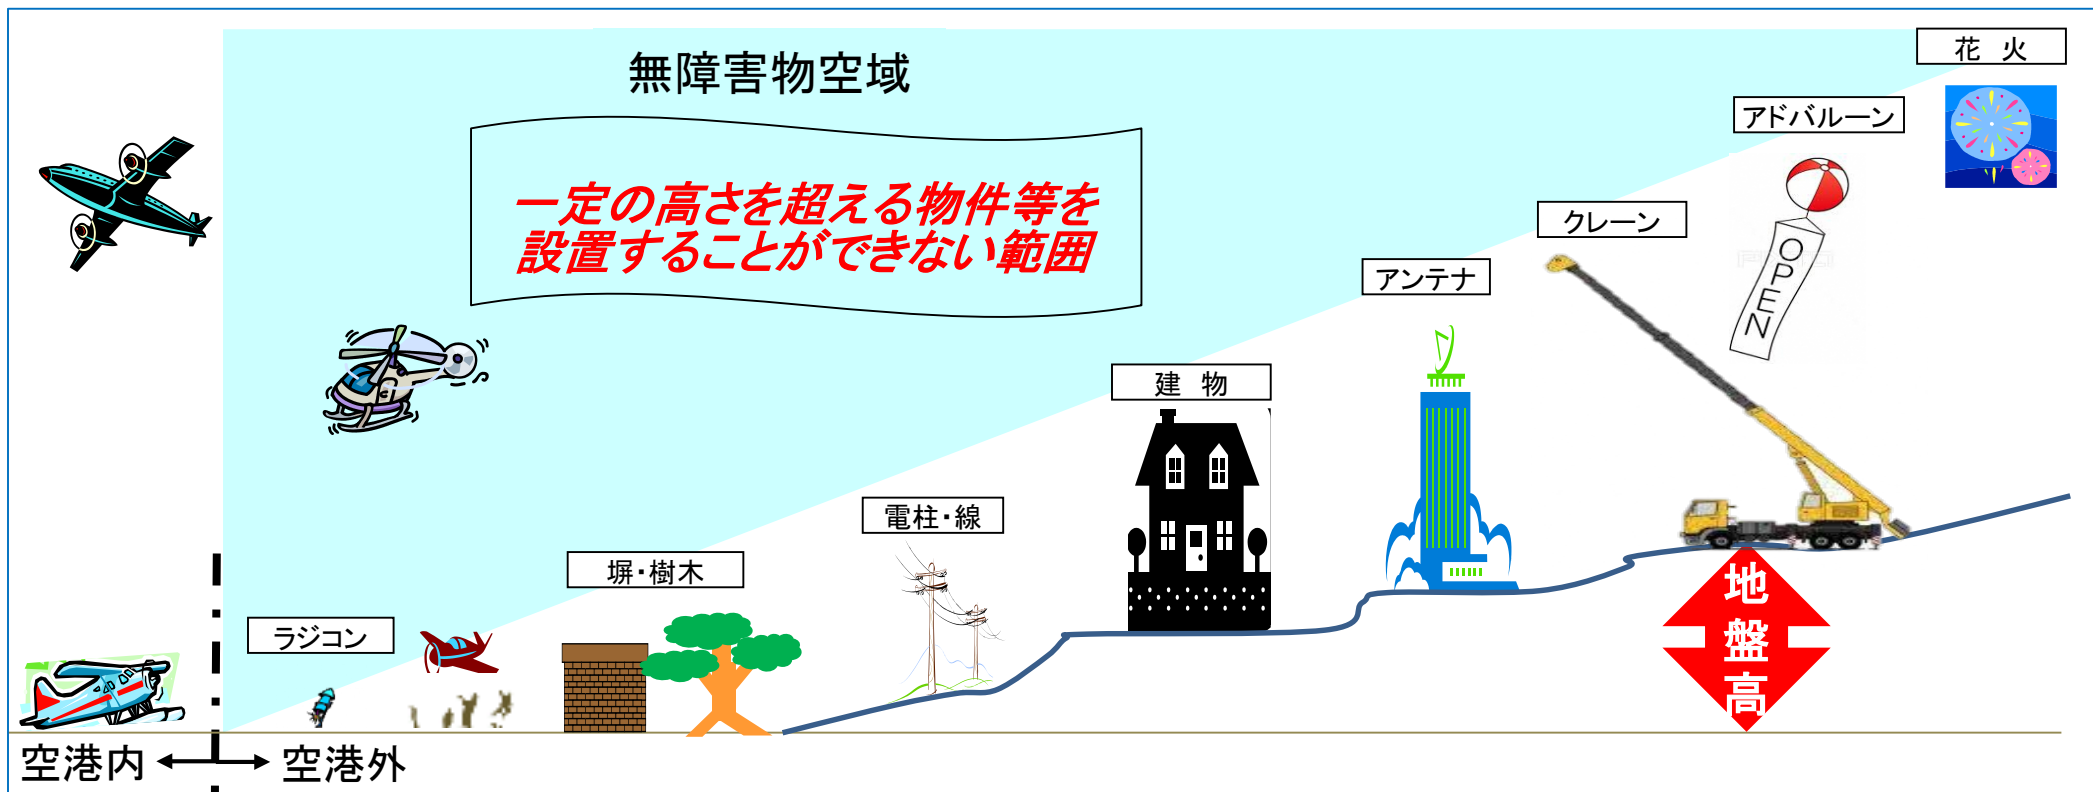 無障害物空域
一定の高さを超える物件等を
設置することができない範囲
花 火
アドバルーン
クレーン
OPEN
アンテナ
建 物
電柱・線
塀・樹木
ラジコン
地盤高
空港内
空港外